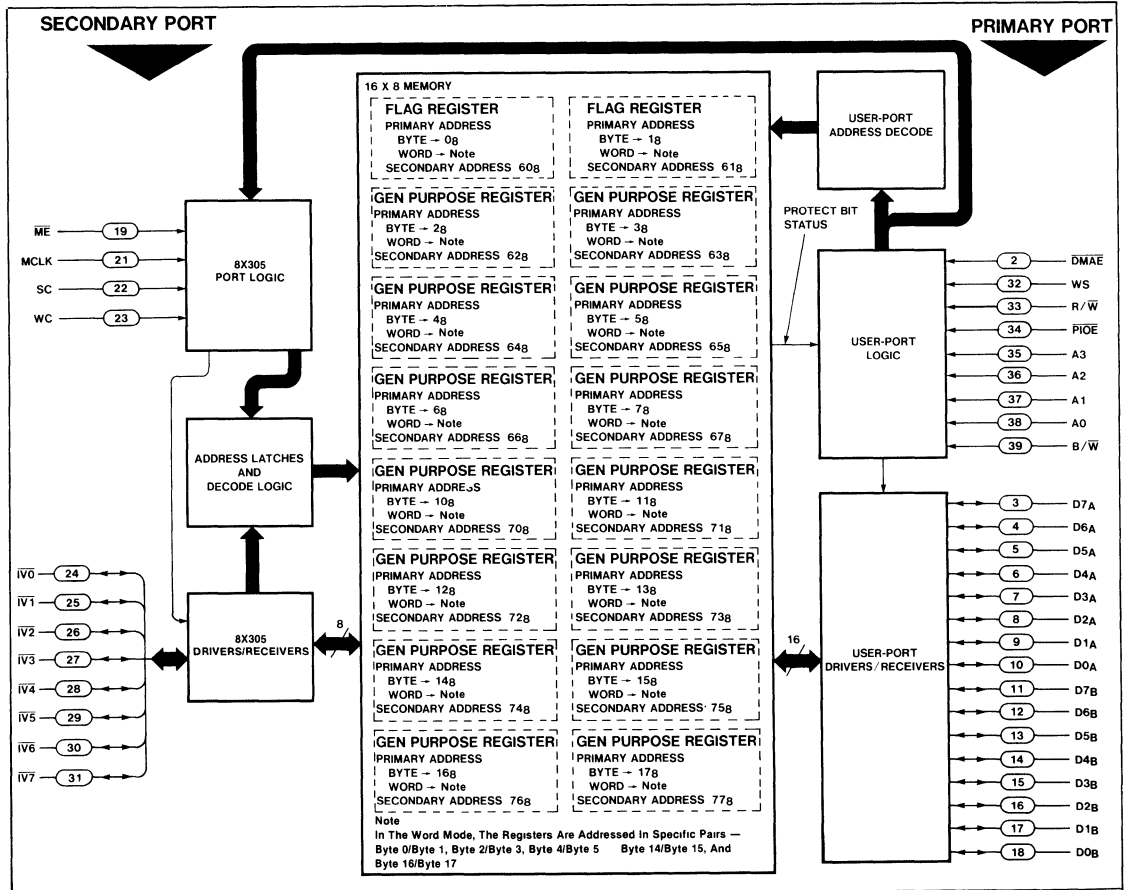 SECONDARY PORT
PRIMARY PORT
16 X 8 MEMORY
FLAG REGISTER
PRIMARY ADDRESS
BYTE → 0₈
WORD → Note
SECONDARY ADDRESS 60₈
FLAG REGISTER
PRIMARY ADDRESS
BYTE → 1₈
WORD → Note
SECONDARY ADDRESS 61₈
GEN PURPOSE REGISTER
PRIMARY ADDRESS
BYTE → 2₈
WORD → Note
SECONDARY ADDRESS 62₈
GEN PURPOSE REGISTER
PRIMARY ADDRESS
BYTE → 3₈
WORD → Note
SECONDARY ADDRESS 63₈
GEN PURPOSE REGISTER
PRIMARY ADDRESS
BYTE → 4₈
WORD → Note
SECONDARY ADDRESS 64₈
GEN PURPOSE REGISTER
PRIMARY ADDRESS
BYTE → 5₈
WORD → Note
SECONDARY ADDRESS 65₈
GEN PURPOSE REGISTER
PRIMARY ADDRESS
BYTE → 6₈
WORD → Note
SECONDARY ADDRESS 66₈
GEN PURPOSE REGISTER
PRIMARY ADDRESS
BYTE → 7₈
WORD → Note
SECONDARY ADDRESS 67₈
GEN PURPOSE REGISTER
PRIMARY ADDRESS
BYTE → 10₈
WORD → Note
SECONDARY ADDRESS 70₈
GEN PURPOSE REGISTER
PRIMARY ADDRESS
BYTE → 11₈
WORD → Note
SECONDARY ADDRESS 71₈
GEN PURPOSE REGISTER
PRIMARY ADDRESS
BYTE → 12₈
WORD → Note
SECONDARY ADDRESS 72₈
GEN PURPOSE REGISTER
PRIMARY ADDRESS
BYTE → 13₈
WORD → Note
SECONDARY ADDRESS 73₈
GEN PURPOSE REGISTER
PRIMARY ADDRESS
BYTE → 14₈
WORD → Note
SECONDARY ADDRESS 74₈
GEN PURPOSE REGISTER
PRIMARY ADDRESS
BYTE → 15₈
WORD → Note
SECONDARY ADDRESS 75₈
GEN PURPOSE REGISTER
PRIMARY ADDRESS
BYTE → 16₈
WORD → Note
SECONDARY ADDRESS 76₈
GEN PURPOSE REGISTER
PRIMARY ADDRESS
BYTE → 17₈
WORD → Note
SECONDARY ADDRESS 77₈
Note
In The Word Mode, The Registers Are Addressed In Specific Pairs —
Byte 0/Byte 1, Byte 2/Byte 3, Byte 4/Byte 5 Byte 14/Byte 15, And
Byte 16/Byte 17
M̅E̅ 19
MCLK 21
SC 22
WC 23
8X305
PORT LOGIC
ADDRESS LATCHES
AND
DECODE LOGIC
8X305
DRIVERS/RECEIVERS
8
I̅V̅0̅ 24
I̅V̅1̅ 25
I̅V̅2̅ 26
I̅V̅3̅ 27
I̅V̅4̅ 28
I̅V̅5̅ 29
I̅V̅6̅ 30
I̅V̅7̅ 31
USER-PORT
ADDRESS DECODE
PROTECT BIT
STATUS
USER-PORT
LOGIC
2 D̅M̅A̅E̅
32 WS
33 R/W̅
34 P̅I̅O̅E̅
35 A3
36 A2
37 A1
38 A0
39 B/W̅
16
USER-PORT
DRIVERS/RECEIVERS
3 D7A
4 D6A
5 D5A
6 D4A
7 D3A
8 D2A
9 D1A
10 D0A
11 D7B
12 D6B
13 D5B
14 D4B
15 D3B
16 D2B
17 D1B
18 D0B